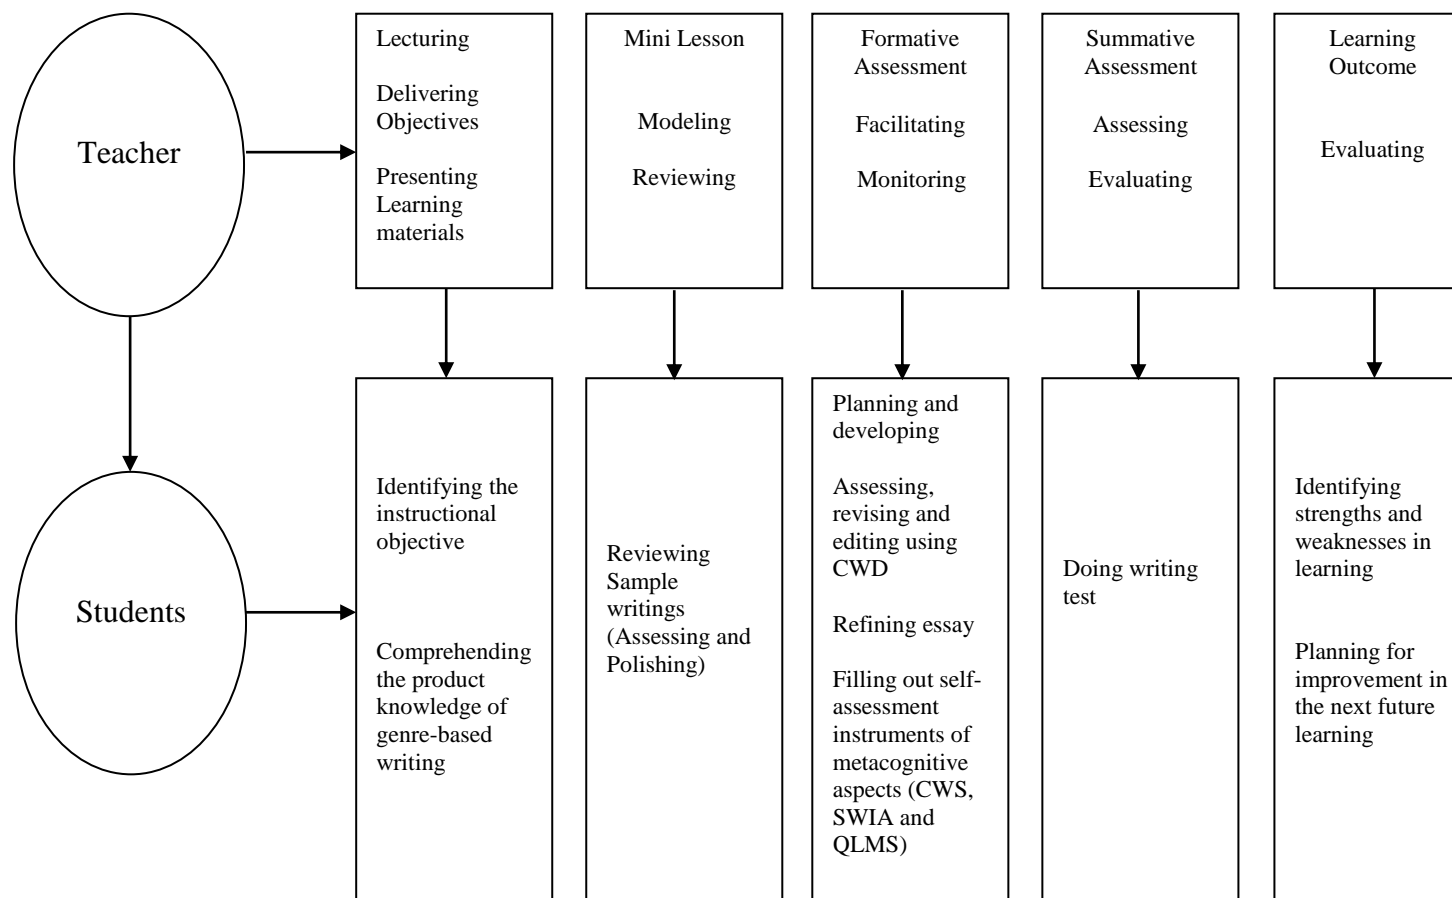 Teacher
Lecturing
Delivering
Objectives
Presenting
Learning
materials
Mini Lesson
Modeling
Reviewing
Formative
Assessment
Facilitating
Monitoring
Summative
Assessment
Assessing
Evaluating
Learning
Outcome
Evaluating
Students
Identifying the
instructional
objective
Comprehending
the product
knowledge of
genre-based
writing
Reviewing
Sample
writings
(Assessing and
Polishing)
Planning and
developing
Assessing,
revising and
editing using
CWD
Refining essay
Filling out self-
assessment
instruments of
metacognitive
aspects (CWS,
SWIA and
QLMS)
Doing writing
test
Identifying
strengths and
weaknesses in
learning
Planning for
improvement in
the next future
learning